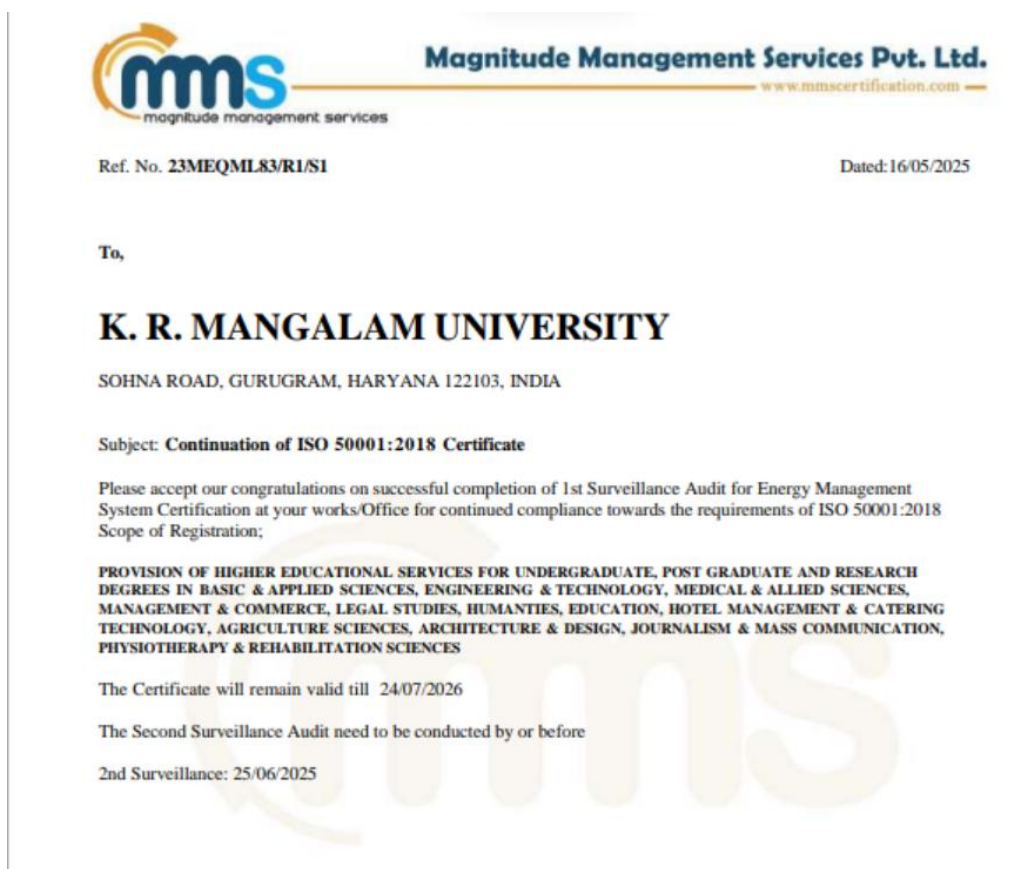 mms
magnitude management services
Magnitude Management Services Pvt. Ltd.
www.mmscertification.com
Ref. No. 23MEQML83/R1/S1
Dated:16/05/2025
To,
K. R. MANGALAM UNIVERSITY
SOHNA ROAD, GURUGRAM, HARYANA 122103, INDIA
Subject: Continuation of ISO 50001:2018 Certificate
Please accept our congratulations on successful completion of 1st Surveillance Audit for Energy Management
System Certification at your works/Office for continued compliance towards the requirements of ISO 50001:2018
Scope of Registration;
PROVISION OF HIGHER EDUCATIONAL SERVICES FOR UNDERGRADUATE, POST GRADUATE AND RESEARCH
DEGREES IN BASIC & APPLIED SCIENCES, ENGINEERING & TECHNOLOGY, MEDICAL & ALLIED SCIENCES,
MANAGEMENT & COMMERCE, LEGAL STUDIES, HUMANTIES, EDUCATION, HOTEL MANAGEMENT & CATERING
TECHNOLOGY, AGRICULTURE SCIENCES, ARCHITECTURE & DESIGN, JOURNALISM & MASS COMMUNICATION,
PHYSIOTHERAPY & REHABILITATION SCIENCES
The Certificate will remain valid till 24/07/2026
The Second Surveillance Audit need to be conducted by or before
2nd Surveillance: 25/06/2025
mms